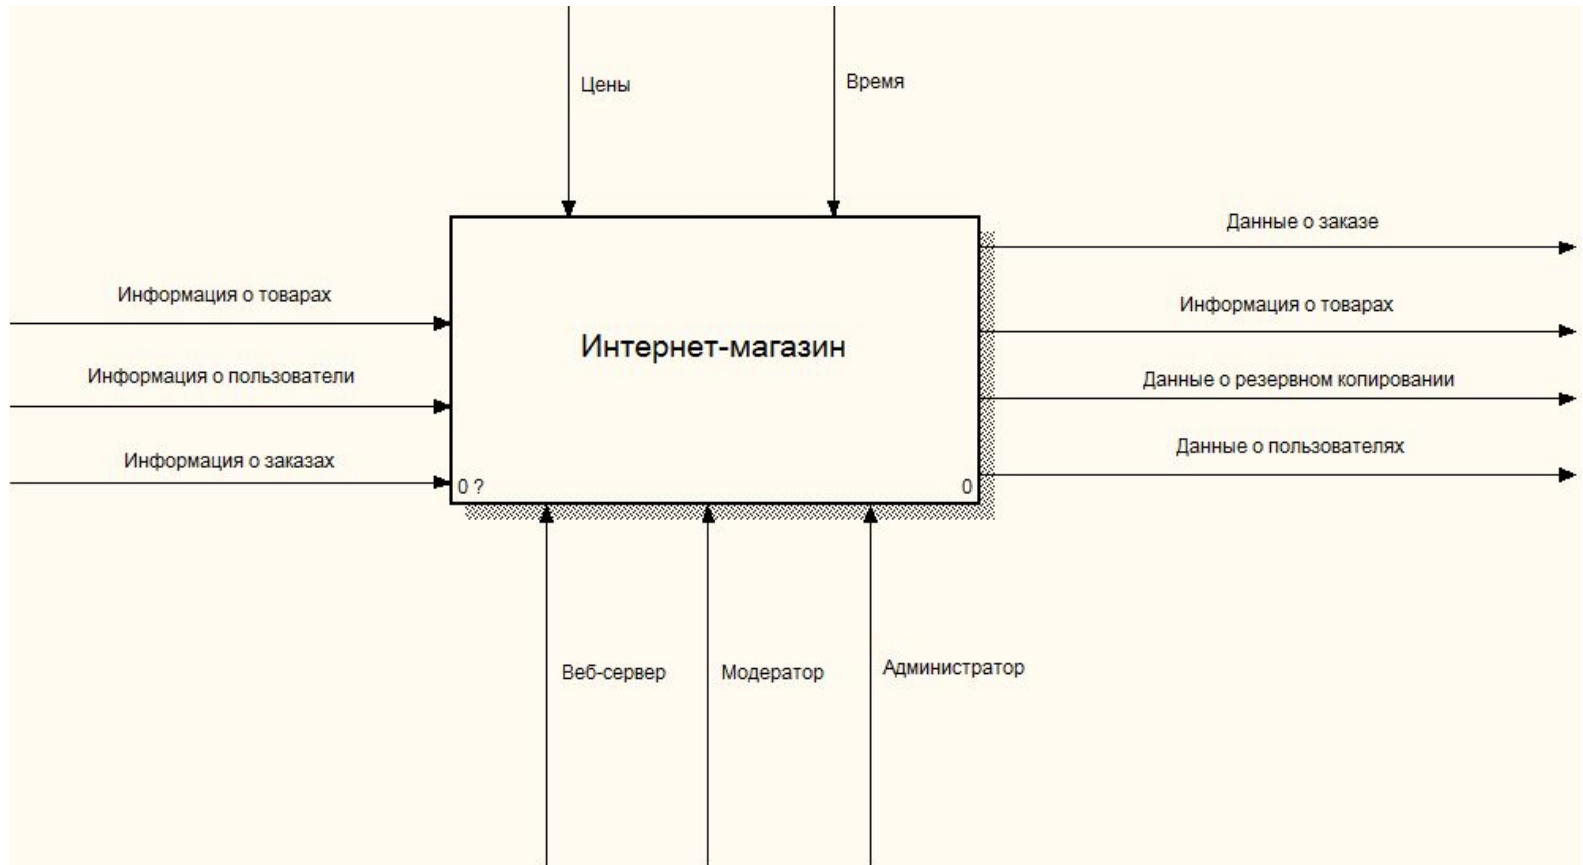 Цены
Время
Данные о заказе
Информация о товарах
Информация о товарах
Интернет-магазин
Информация о пользователи
Данные о резервном копировании
Информация о заказах
Данные о пользователях
0 ?
0
Веб-сервер
Модератор
Администратор